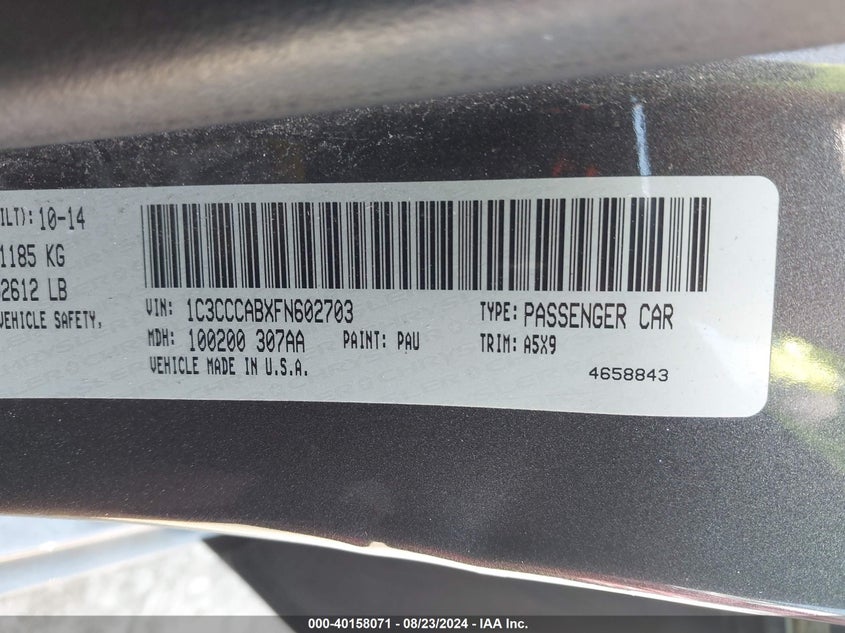 ILT): 10-14
1185 KG
2612 LB
VEHICLE SAFETY,
VIN: 1C3CCCABXFN602703
TYPE: PASSENGER CAR
MDH: 100200 307AA
PAINT: PAU
TRIM: A5X9
VEHICLE MADE IN U.S.A.
4658843
000-40158071 - 08/23/2024 - IAA Inc.